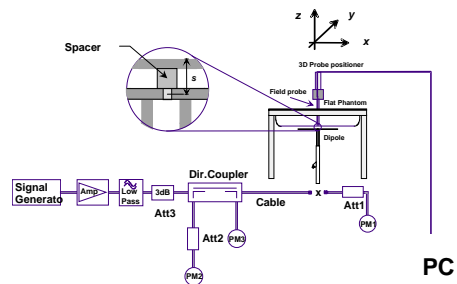 z
y
x
Spacer
s
3D Probe positioner
Field probe
Flat Phantom
Dipole
Signal
Generato
Amp
Low
Pass
3dB
Att3
Dir.Coupler
Cable
x
Att1
Att2
PM3
PM1
PM2
PC